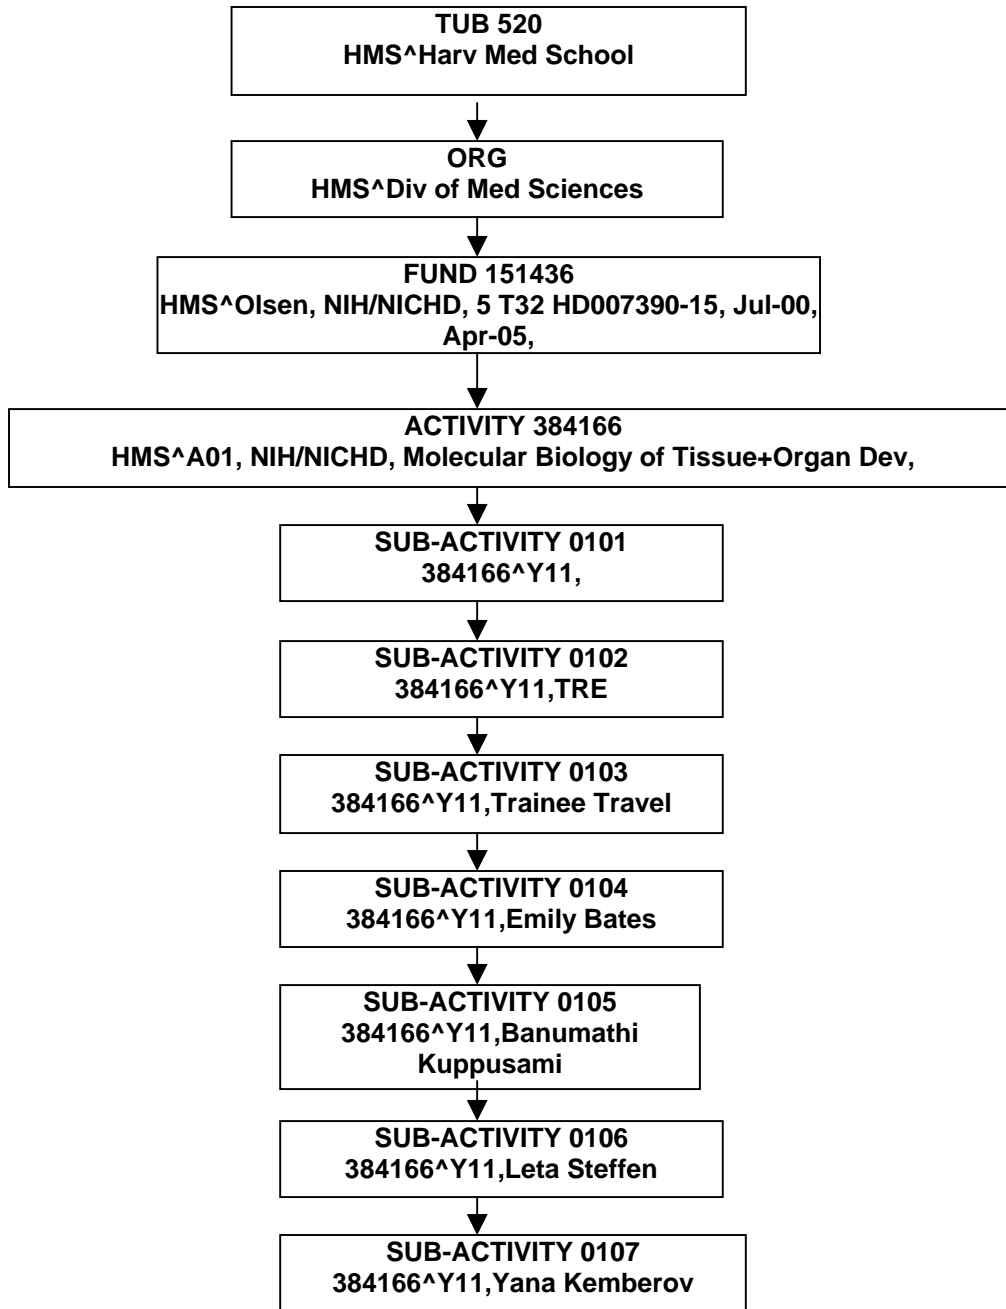 TUB 520
HMS^Harv Med School
ORG
HMS^Div of Med Sciences
FUND 151436
HMS^Olsen, NIH/NICHD, 5 T32 HD007390-15, Jul-00,
Apr-05,
ACTIVITY 384166
HMS^A01, NIH/NICHD, Molecular Biology of Tissue+Organ Dev,
SUB-ACTIVITY 0101
384166^Y11,
SUB-ACTIVITY 0102
384166^Y11,TRE
SUB-ACTIVITY 0103
384166^Y11,Trainee Travel
SUB-ACTIVITY 0104
384166^Y11,Emily Bates
SUB-ACTIVITY 0105
384166^Y11,Banumathi
Kuppusami
SUB-ACTIVITY 0106
384166^Y11,Leta Steffen
SUB-ACTIVITY 0107
384166^Y11,Yana Kemberov